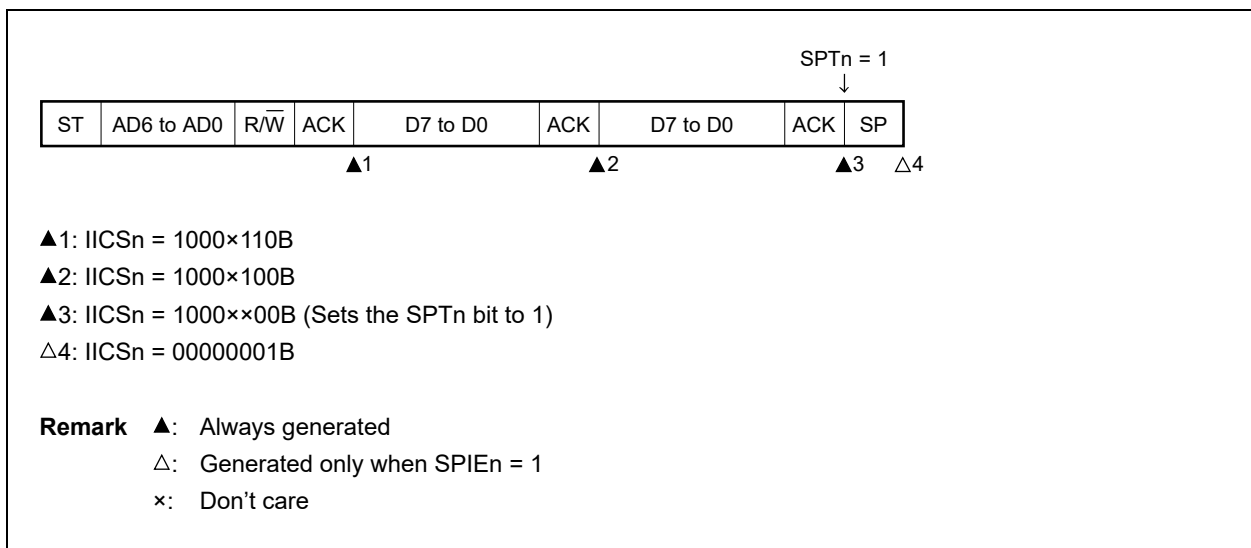 SPTn = 1
↓
ST AD6 to AD0 R/W̅ ACK D7 to D0 ACK D7 to D0 ACK SP
▲1 ▲2 ▲3 △4
▲1: IICSn = 1000×110B
▲2: IICSn = 1000×100B
▲3: IICSn = 1000××00B (Sets the SPTn bit to 1)
△4: IICSn = 00000001B
Remark ▲: Always generated
△: Generated only when SPIEn = 1
×: Don’t care